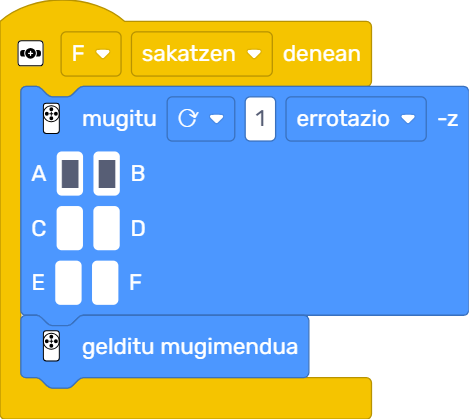 F sakatzen denean
mugitu 1 errotazio -z
A B
C D
E F
gelditu mugimendua